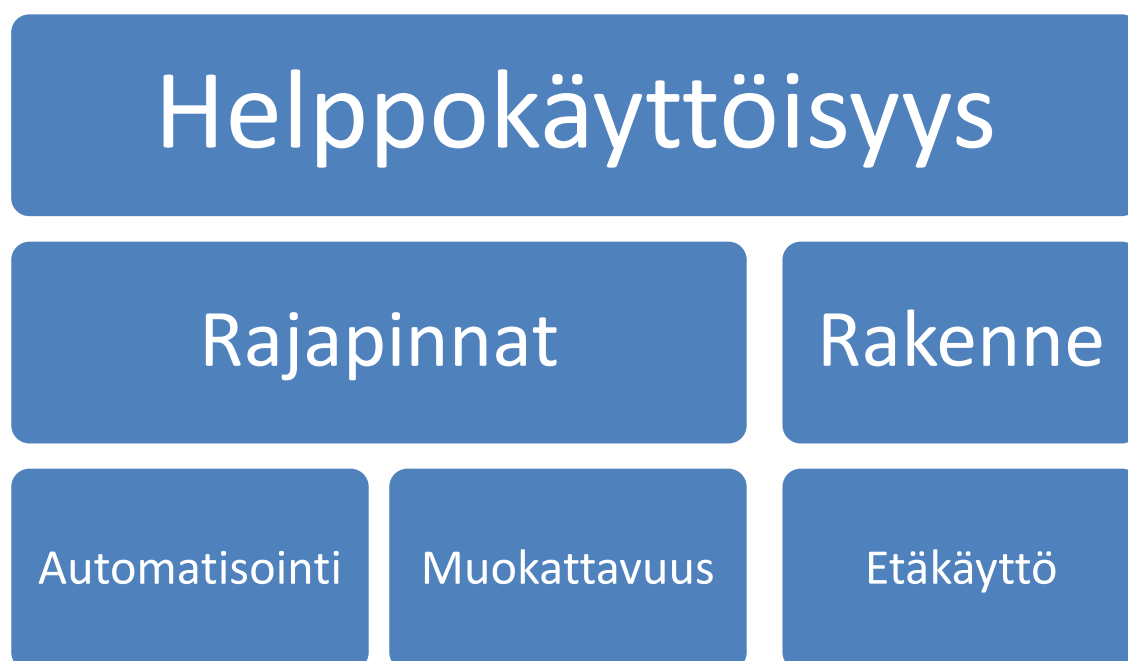 Helppokäyttöisyys
Rajapinnat
Rakenne
Automatisointi
Muokattavuus
Etäkäyttö